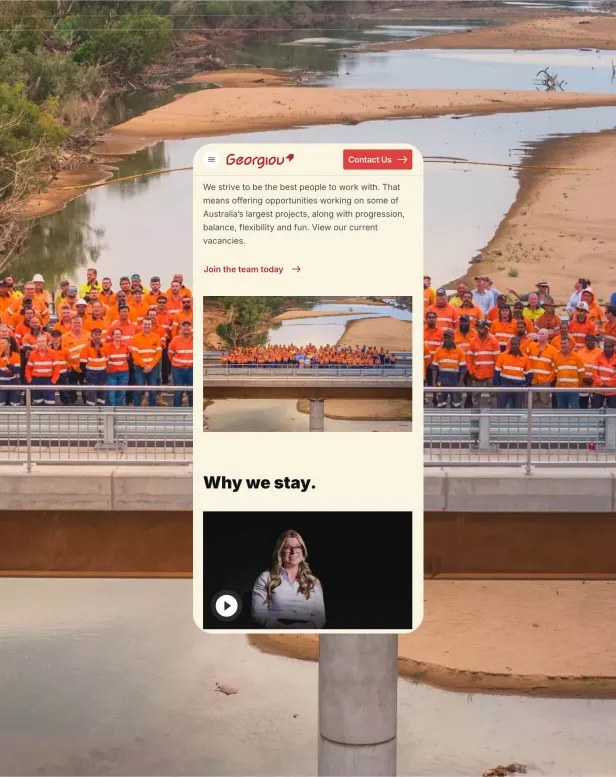 Georgiou
Contact Us
We strive to be the best people to work with. That
means offering opportunities working on some of
Australia's largest projects, along with progression,
balance, flexibility and fun. View our current
vacancies.
Join the team today
Why we stay.